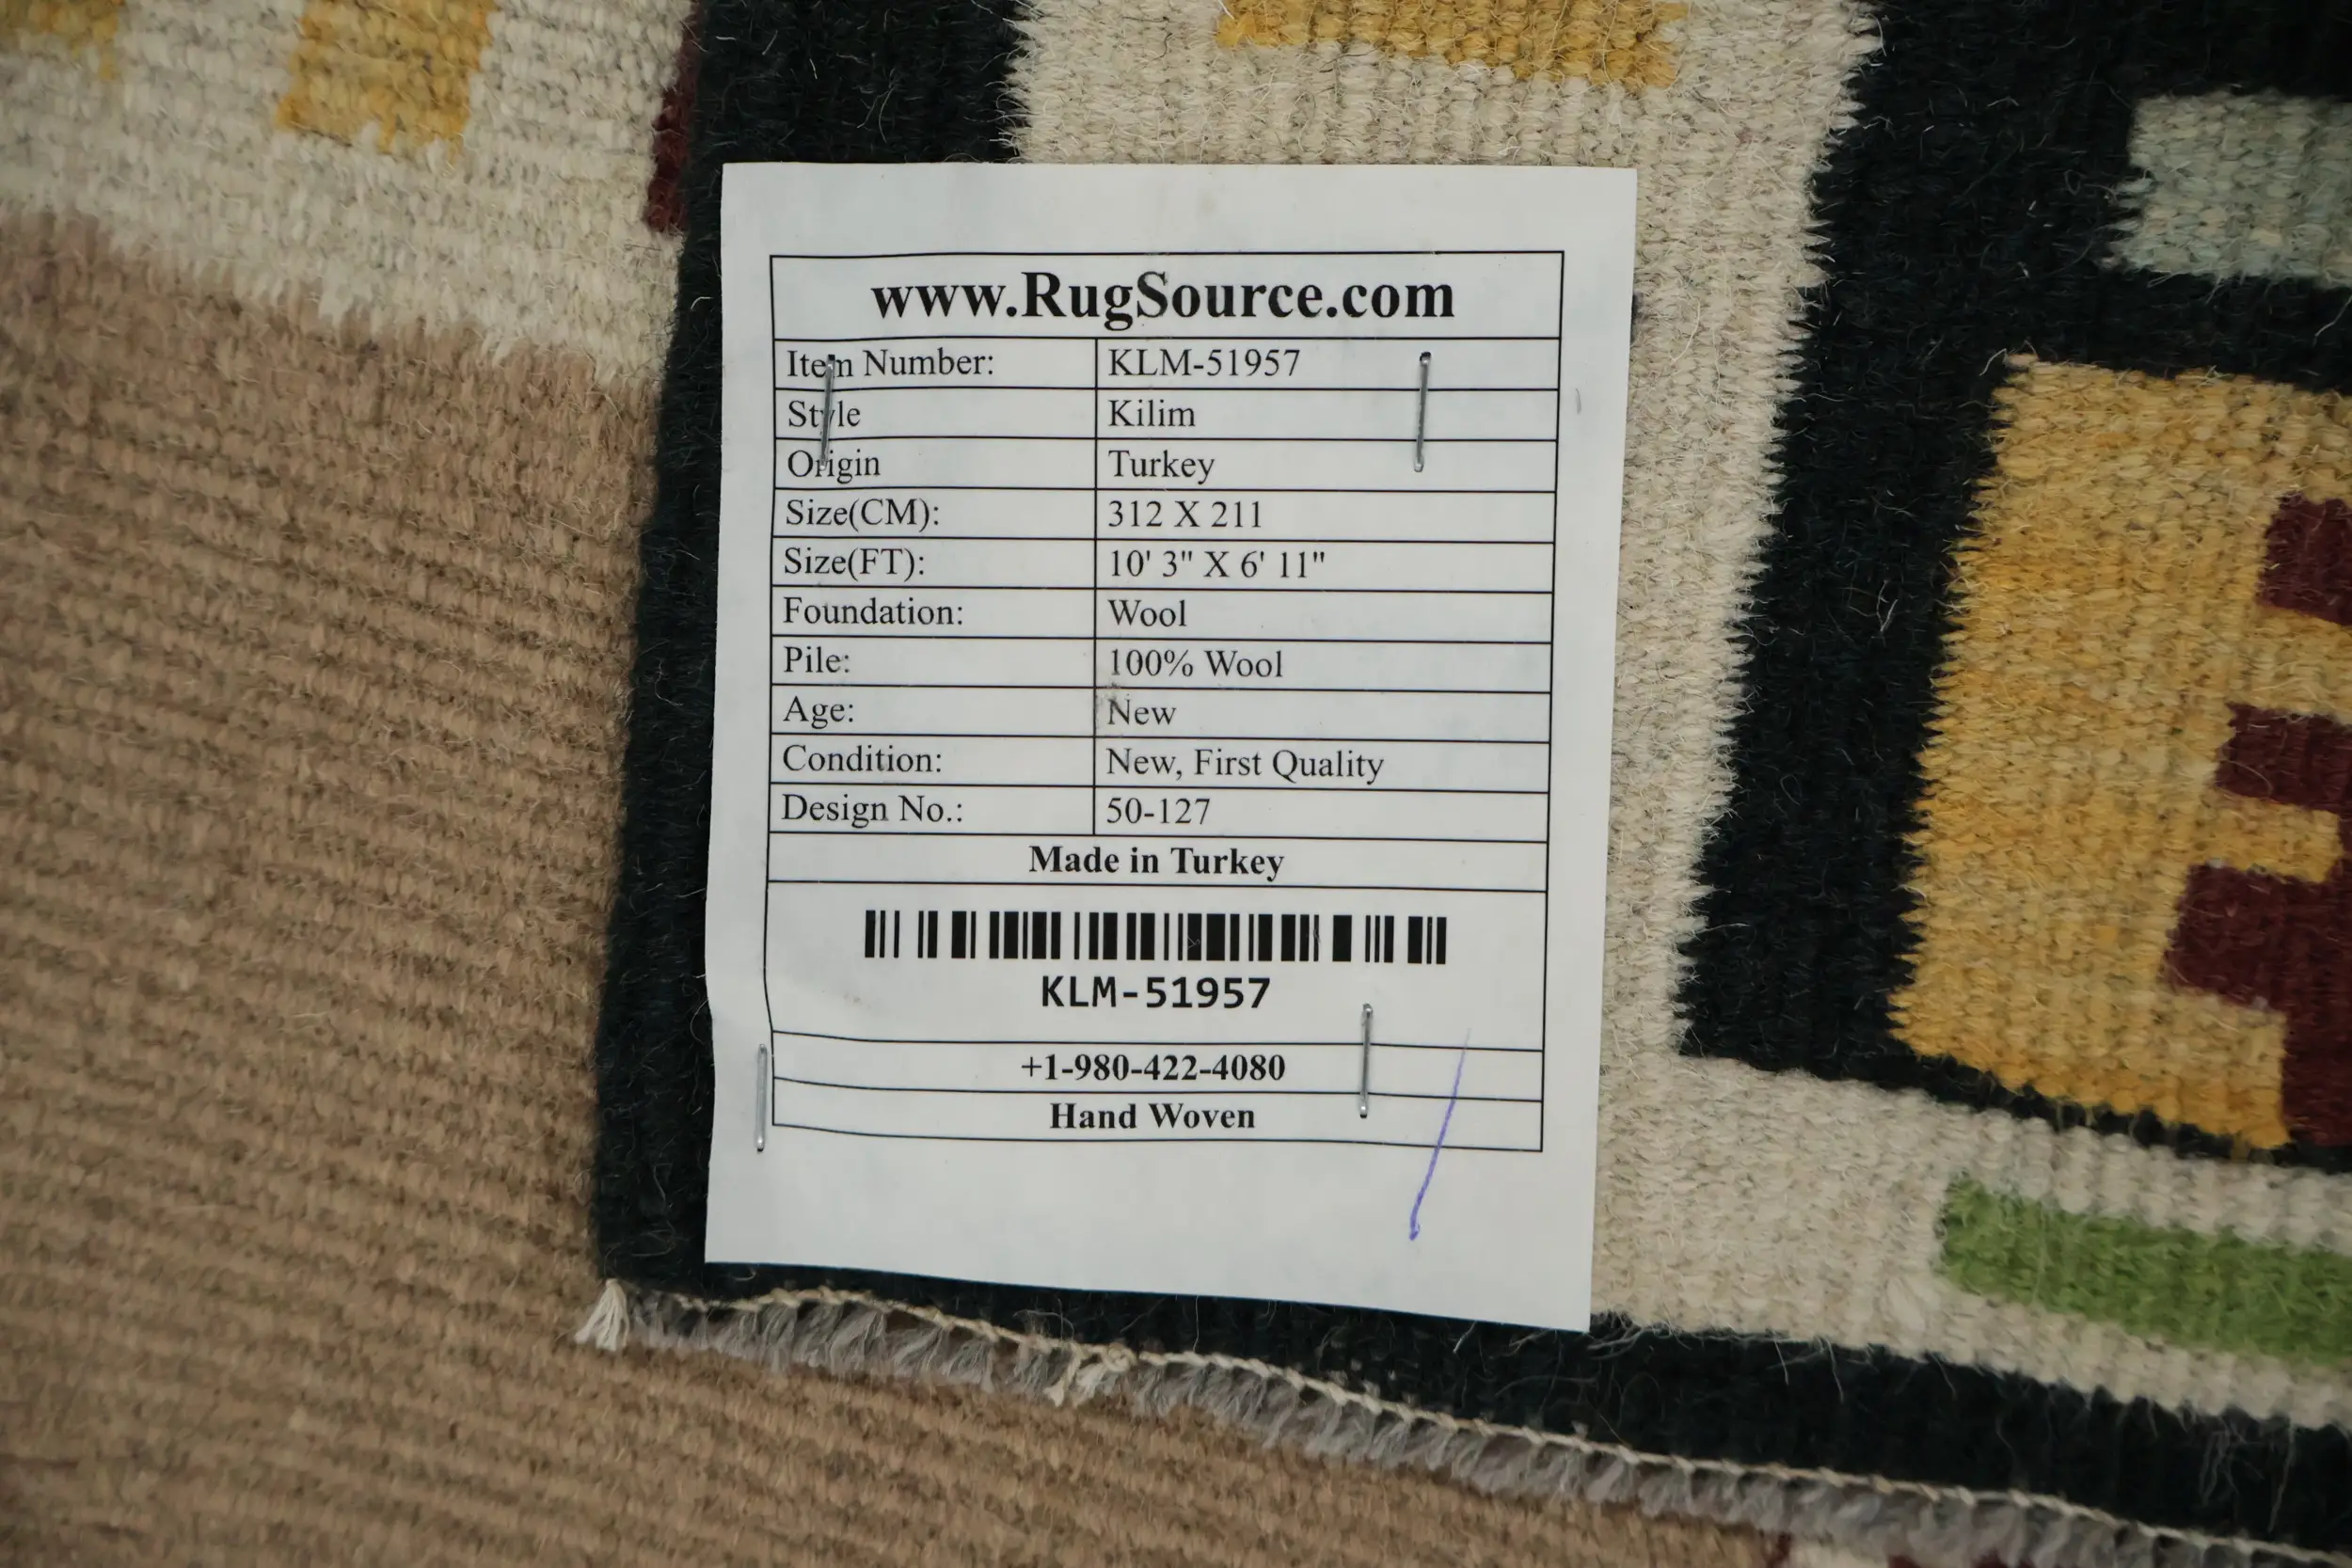 www.RugSource.com
Item Number: KLM-51957
Style Kilim
Origin Turkey
Size(CM): 312 X 211
Size(FT): 10' 3" X 6' 11"
Foundation: Wool
Pile: 100% Wool
Age: New
Condition: New, First Quality
Design No.: 50-127
Made in Turkey
KLM-51957
+1-980-422-4080
Hand Woven